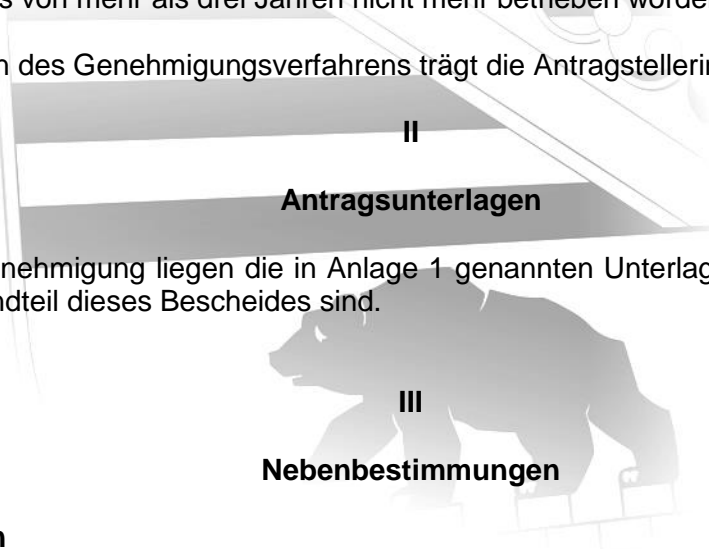 s von mehr als drei Jahren nicht mehr betrieben worde
n des Genehmigungsverfahrens trägt die Antragstellerin
II
Antragsunterlagen
nehmigung liegen die in Anlage 1 genannten Unterlag
ndteil dieses Bescheides sind.
III
Nebenbestimmungen
n